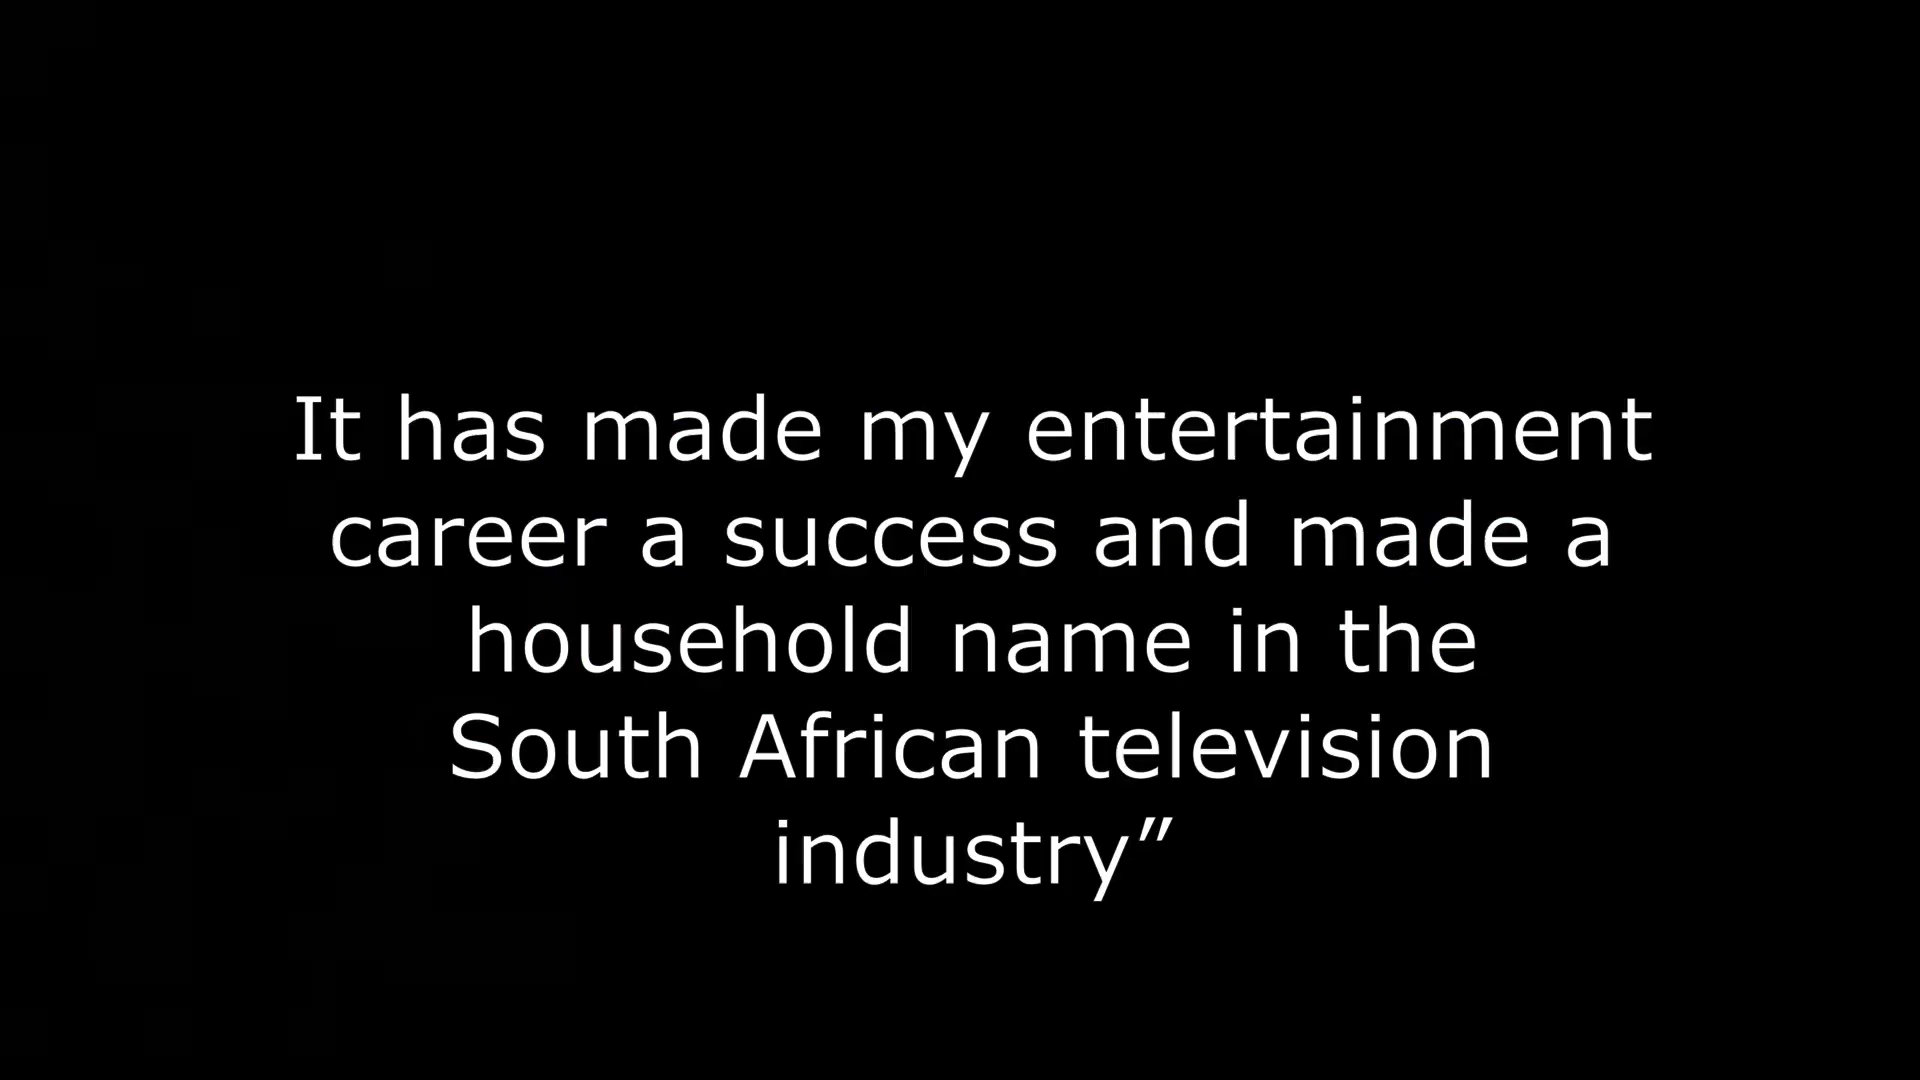 It has made my entertainment
career a success and made a
household name in the
South African television
industry”